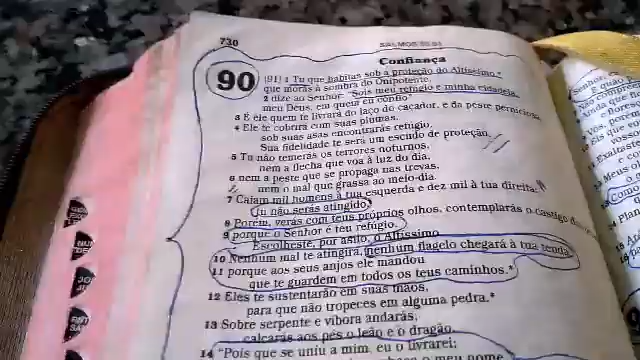 730
SALMOS 90,91
Confiança
90
(91) 1 Tu que habitas sob a proteção do Altíssimo,*
que moras à sombra do Onipotente,
2 dize ao Senhor: "Sois meu refúgio e minha cidadela,
meu Deus, em quem eu confio".
3 É ele quem te livrará do laço do caçador, e da peste perniciosa.
4 Ele te cobrirá com suas plumas,
sob suas asas encontrarás refúgio.
Sua fidelidade te será um escudo de proteção.
5 Tu não temerás os terrores noturnos,
nem a flecha que voa à luz do dia,
6 nem a peste que se propaga nas trevas,
nem o mal que grassa ao meio-dia.
7 Caiam mil homens à tua esquerda e dez mil à tua direita,
tu não serás atingido.
8 Porém, verás com teus próprios olhos, contemplarás o castigo
9 porque o Senhor é teu refúgio.
Escolheste, por asilo, o Altíssimo.
10 Nenhum mal te atingirá, nenhum flagelo chegará à tua tenda,
11 porque aos seus anjos ele mandou
que te guardem em todos os teus caminhos.*
12 Eles te sustentarão em suas mãos,
para que não tropeces em alguma pedra.*
13 Sobre serpente e víbora andarás,
calcarás aos pés o leão e o dragão.
14 "Pois que se uniu a mim, eu o livrarei;
meu nome